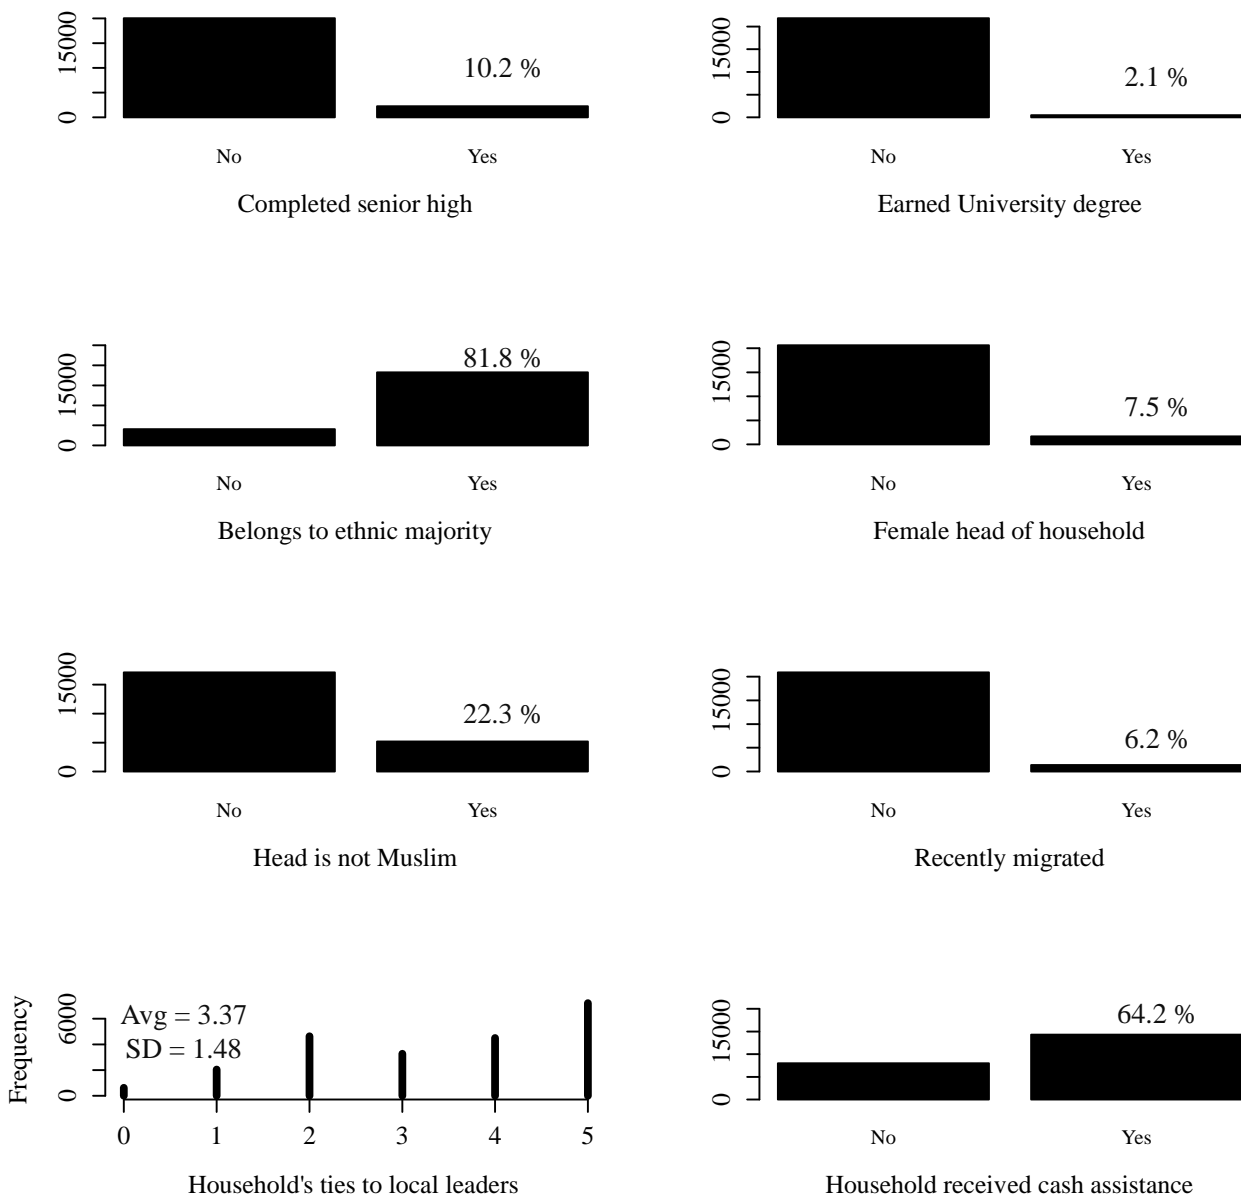 15000
0
10.2 %
No
Yes
Completed senior high
15000
0
2.1 %
No
Yes
Earned University degree
15000
0
81.8 %
No
Yes
Belongs to ethnic majority
15000
0
7.5 %
No
Yes
Female head of household
15000
0
22.3 %
No
Yes
Head is not Muslim
15000
0
6.2 %
No
Yes
Recently migrated
Frequency
6000
0
Avg = 3.37
SD = 1.48
0 1 2 3 4 5
Household's ties to local leaders
15000
0
64.2 %
No
Yes
Household received cash assistance